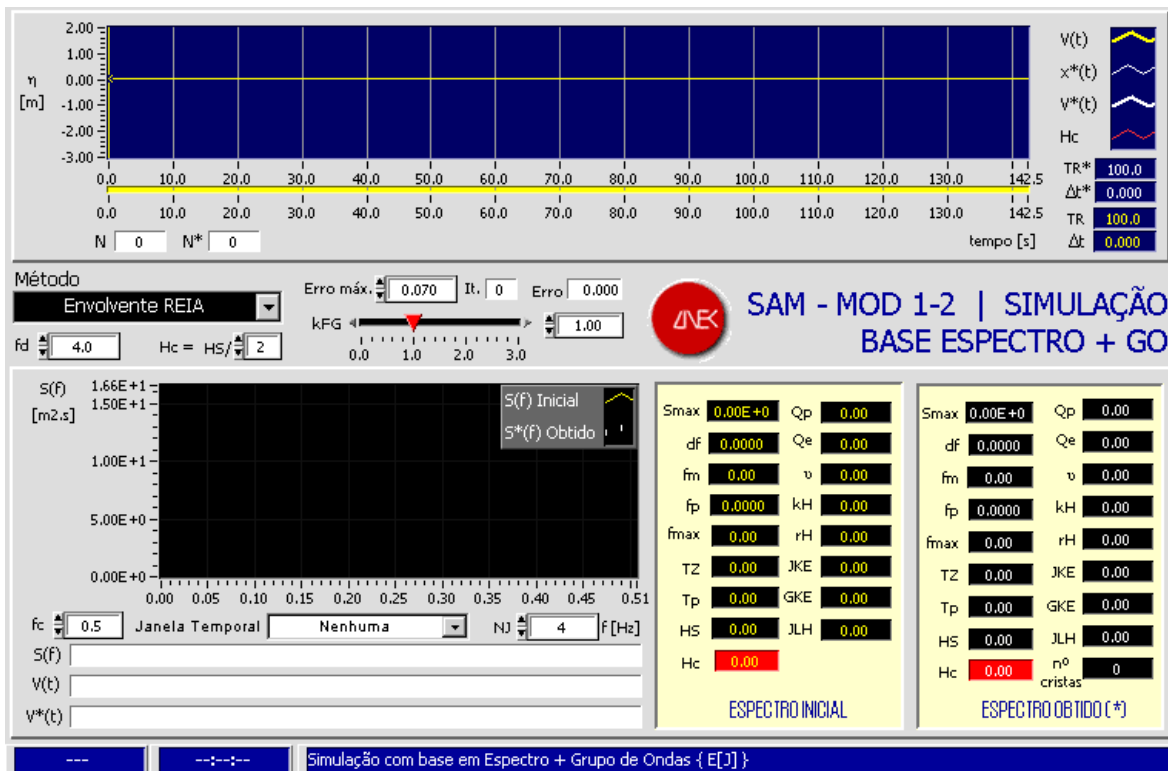 2.00
1.00
η 0.00
[m] -1.00
-2.00
-3.00
V(t)
x*(t)
V*(t)
Hc
0.0 10.0 20.0 30.0 40.0 50.0 60.0 70.0 80.0 90.0 100.0 110.0 120.0 130.0 142.5
TR* 100.0
Δt* 0.000
0.0 10.0 20.0 30.0 40.0 50.0 60.0 70.0 80.0 90.0 100.0 110.0 120.0 130.0 142.5
TR 100.0
N 0 N* 0 tempo [s] Δt 0.000
Método
Envolvente REIA
fd 4.0 Hc = HS/ 2
Erro máx. 0.070 It. 0 Erro 0.000
kFG 1.00
0.0 1.0 2.0 3.0
ANEK
SAM - MOD 1-2 | SIMULAÇÃO
BASE ESPECTRO + GO
S(f) 1.66E+1
[m2.s] 1.50E+1
1.00E+1
5.00E+0
0.00E+0
S(f) Inicial
S*(f) Obtido
0.00 0.05 0.10 0.15 0.20 0.25 0.30 0.35 0.40 0.45 0.51
fc 0.5 Janela Temporal Nenhuma NJ 4 f [Hz]
S(f)
V(t)
V*(t)
Smax 0.00E+0 Qp 0.00
df 0.0000 Qe 0.00
fm 0.00 υ 0.00
fp 0.0000 kH 0.00
fmax 0.00 rH 0.00
TZ 0.00 JKE 0.00
Tp 0.00 GKE 0.00
HS 0.00 JLH 0.00
Hc 0.00
ESPECTRO INICIAL
Smax 0.00E+0 Qp 0.00
df 0.0000 Qe 0.00
fm 0.00 υ 0.00
fp 0.0000 kH 0.00
fmax 0.00 rH 0.00
TZ 0.00 JKE 0.00
Tp 0.00 GKE 0.00
HS 0.00 JLH 0.00
Hc 0.00 nº cristas 0
ESPECTRO OBTIDO (*)
--- --:--:-- Simulação com base em Espectro + Grupo de Ondas { E[J] }